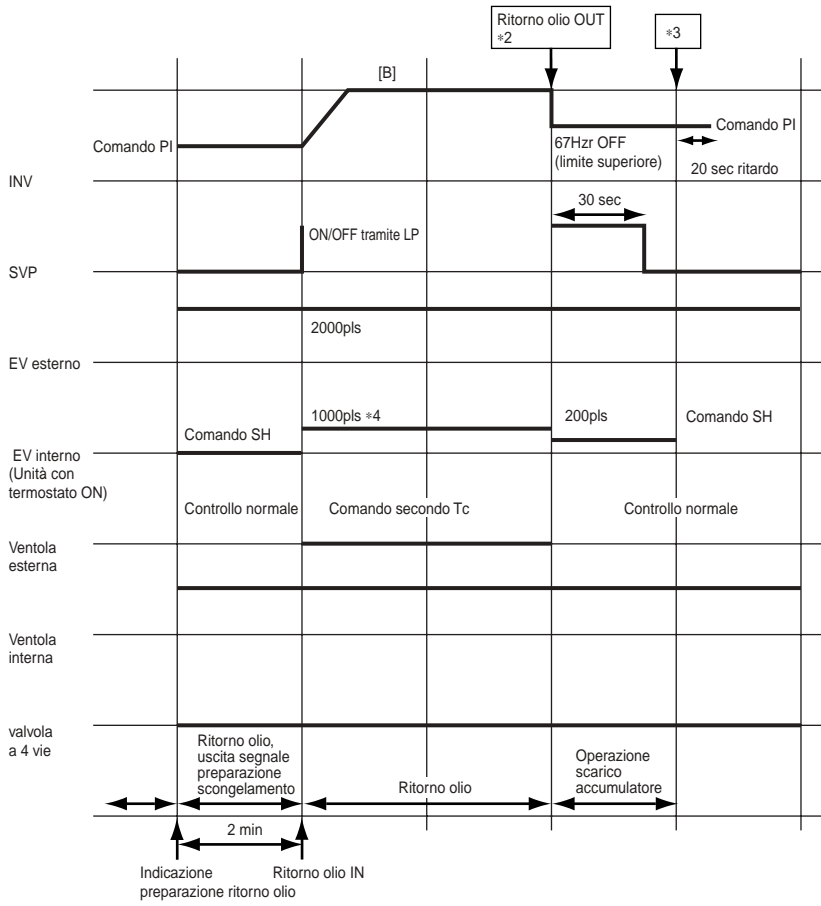 Ritorno olio OUT
*2
*3
[B]
Comando PI
Comando PI
67Hzr OFF
(limite superiore)
20 sec ritardo
INV
30 sec
ON/OFF tramite LP
SVP
2000pls
EV esterno
1000pls *4
200pls
Comando SH
Comando SH
EV interno
(Unità con
termostato ON)
Controllo normale
Comando secondo Tc
Controllo normale
Ventola
esterna
Ventola
interna
valvola
a 4 vie
Ritorno olio,
uscita segnale
preparazione
scongelamento
Ritorno olio
Operazione
scarico
accumulatore
2 min
Indicazione
preparazione ritorno olio
Ritorno olio IN